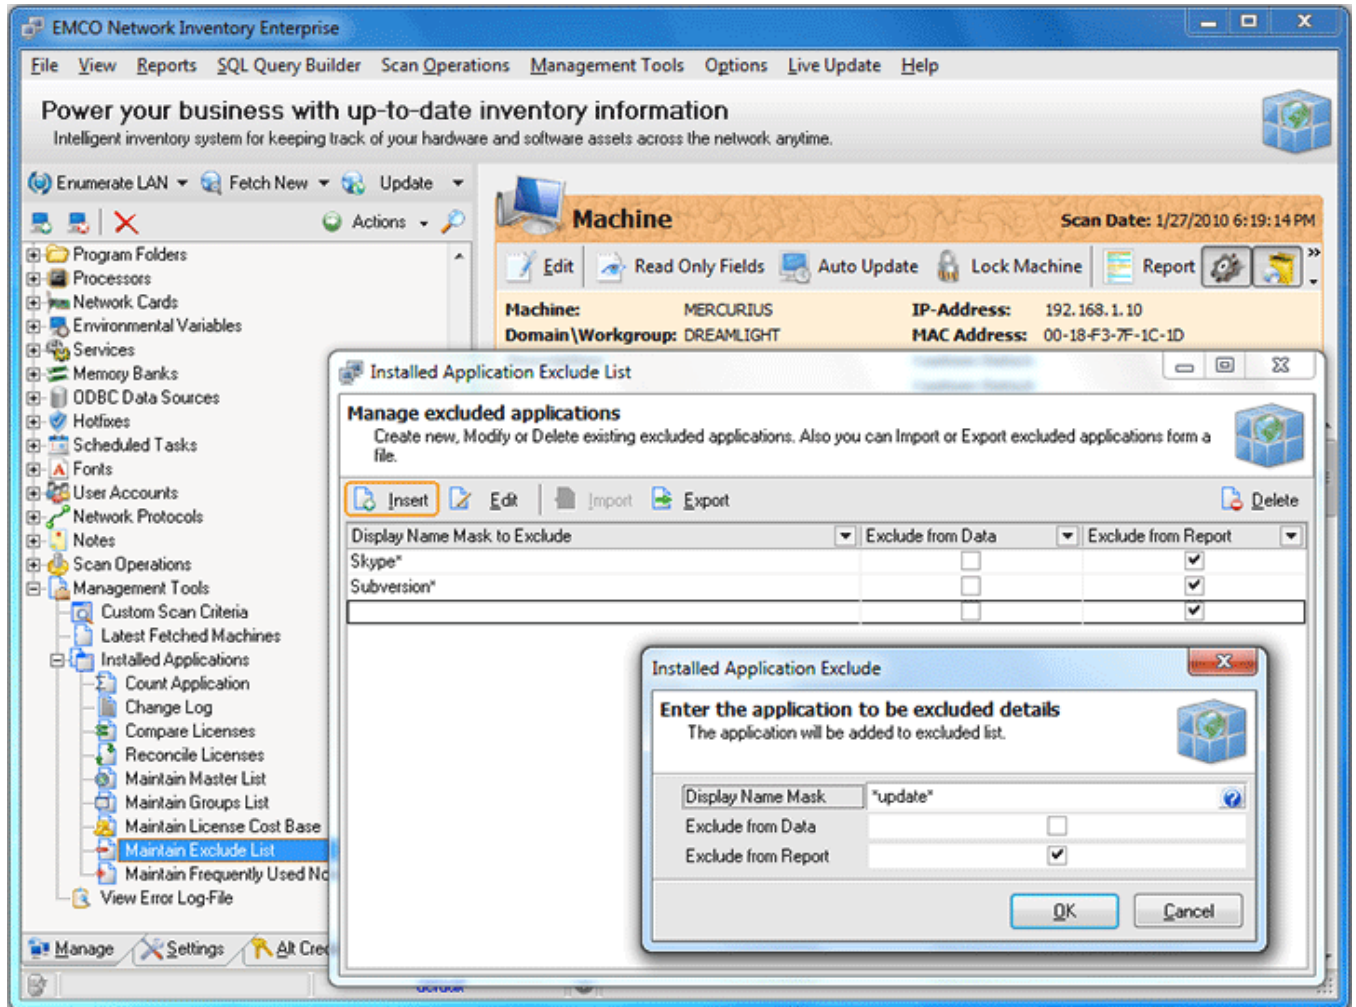 EMCO Network Inventory Enterprise
File View Reports SQL Query Builder Scan Operations Management Tools Options Live Update Help
Power your business with up-to-date inventory information
Intelligent inventory system for keeping track of your hardware and software assets across the network anytime.
Enumerate LAN Fetch New Update
Actions
Program Folders
Processors
Network Cards
Environmental Variables
Services
Memory Banks
ODBC Data Sources
Hotfixes
Scheduled Tasks
Fonts
User Accounts
Network Protocols
Notes
Scan Operations
Management Tools
Custom Scan Criteria
Latest Fetched Machines
Installed Applications
Count Application
Change Log
Compare Licenses
Reconcile Licenses
Maintain Master List
Maintain Groups List
Maintain License Cost Base
Maintain Exclude List
Maintain Frequently Used
View Error Log-File
Manage Settings Alt
Machine Scan Date: 1/27/2010 6:19:14 PM
Edit Read Only Fields Auto Update Lock Machine Report
Machine: MERCURIUS IP-Address: 192.168.1.10
Domain\Workgroup: DREAMLIGHT MAC Address: 00-18-F3-7F-1C-1D
Installed Application Exclude List
Manage excluded applications
Create new, Modify or Delete existing excluded applications. Also you can Import or Export excluded applications form a
file.
Insert Edit Import Export Delete
Display Name Mask to Exclude Exclude from Data Exclude from Report
Skype*
Subversion*
Installed Application Exclude
Enter the application to be excluded details
The application will be added to excluded list.
Display Name Mask *update*
Exclude from Data
Exclude from Report
OK Cancel